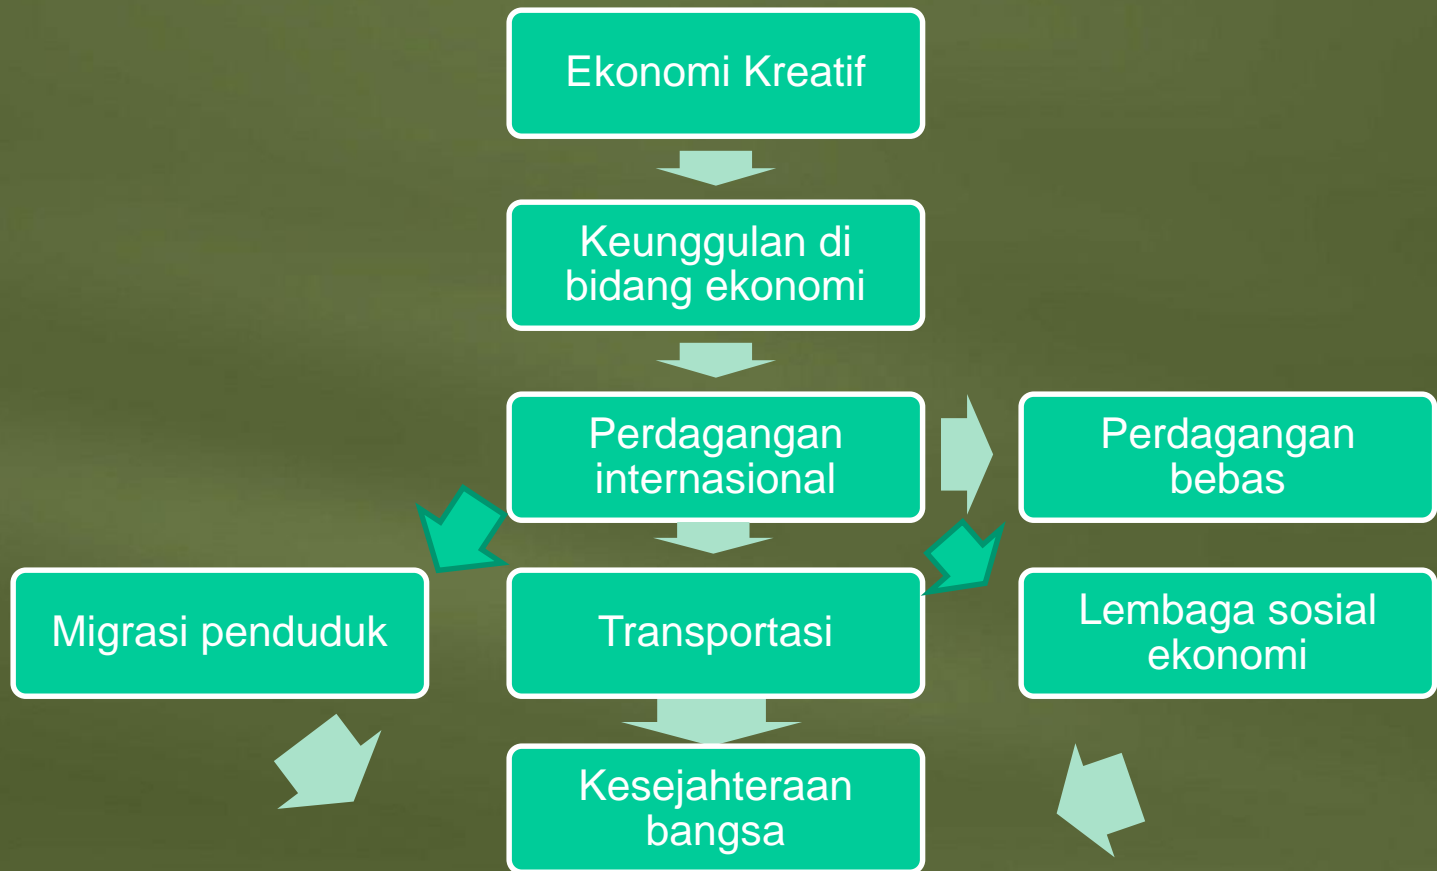 Ekonomi Kreatif
Keunggulan di
bidang ekonomi
Perdagangan
internasional
Perdagangan
bebas
Migrasi penduduk
Transportasi
Lembaga sosial
ekonomi
Kesejahteraan
bangsa